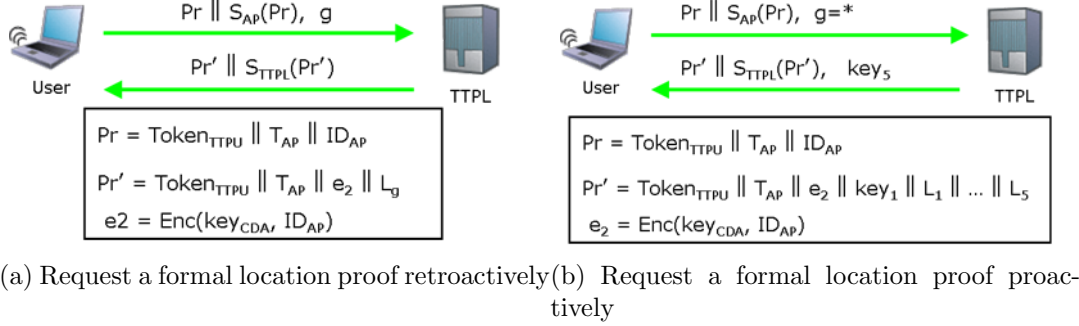 Pr || S_AP(Pr), g
Pr′ || S_TTPL(Pr′)
User
TTPL
Pr = Token_TTPU || T_AP || ID_AP
Pr′ = Token_TTPU || T_AP || e_2 || L_g
e2 = Enc(key_CDA, ID_AP)
(a) Request a formal location proof retroactively
Pr || S_AP(Pr), g=*
Pr′ || S_TTPL(Pr′), key_5
User
TTPL
Pr = Token_TTPU || T_AP || ID_AP
Pr′ = Token_TTPU || T_AP || e_2 || key_1 || L_1 || ... || L_5
e_2 = Enc(key_CDA, ID_AP)
(b) Request a formal location proof proac-
tively